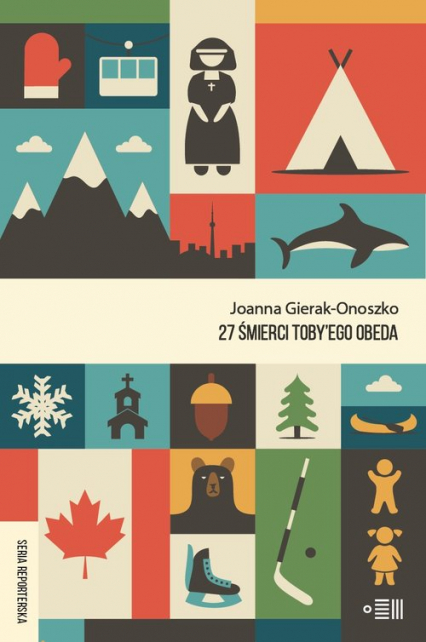 Joanna Gierak-Onoszko
27 ŚMIERCI TOBY'EGO OBEDA
SERIA REPORTERSKA